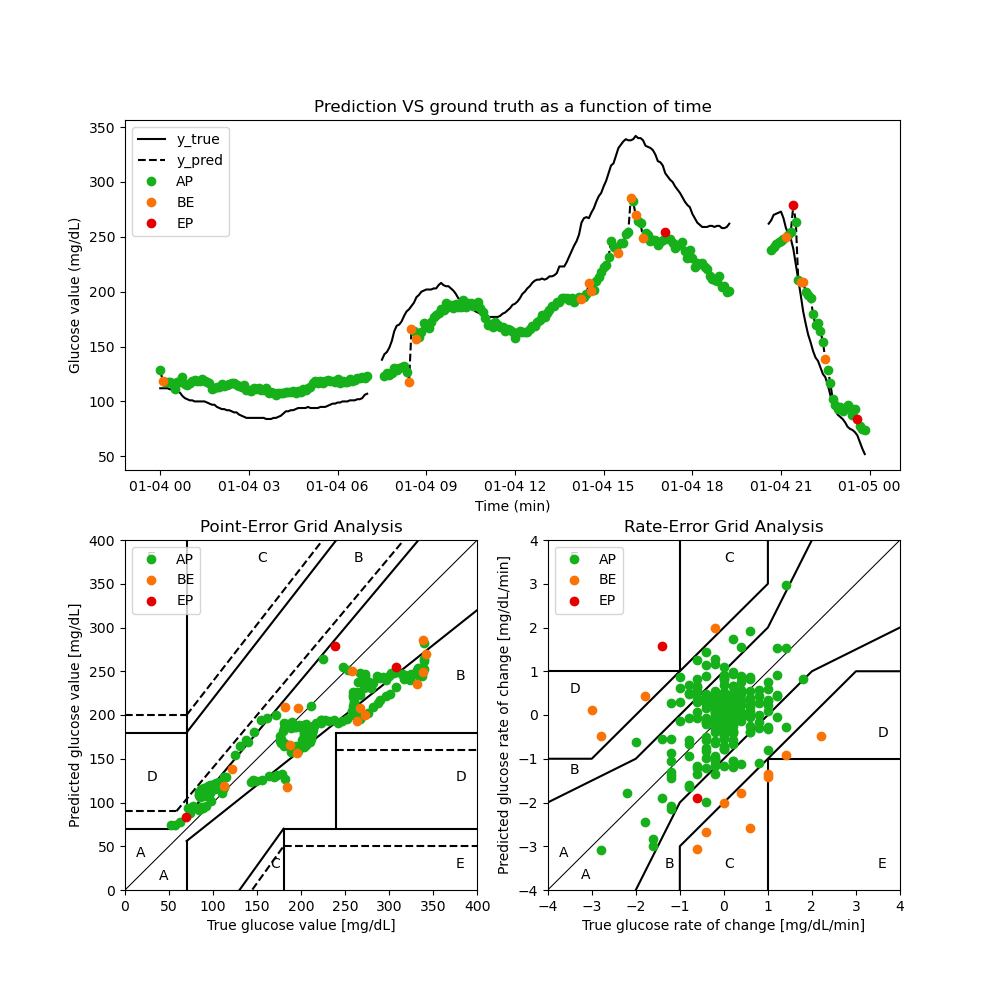 Prediction VS ground truth as a function of time
Glucose value (mg/dL)
350
300
250
200
150
100
50
y_true
y_pred
AP
BE
EP
01-04 00 01-04 03 01-04 06 01-04 09 01-04 12 01-04 15 01-04 18 01-04 21 01-05 00
Time (min)
Point-Error Grid Analysis
Predicted glucose value [mg/dL]
400
350
300
250
200
150
100
50
0
AP
BE
EP
C
B
B
D
D
A
A
C
E
0 50 100 150 200 250 300 350 400
True glucose value [mg/dL]
Rate-Error Grid Analysis
Predicted glucose rate of change [mg/dL/min]
4
3
2
1
0
−1
−2
−3
−4
AP
BE
EP
C
D
D
B
A
A
B
C
E
−4 −3 −2 −1 0 1 2 3 4
True glucose rate of change [mg/dL/min]